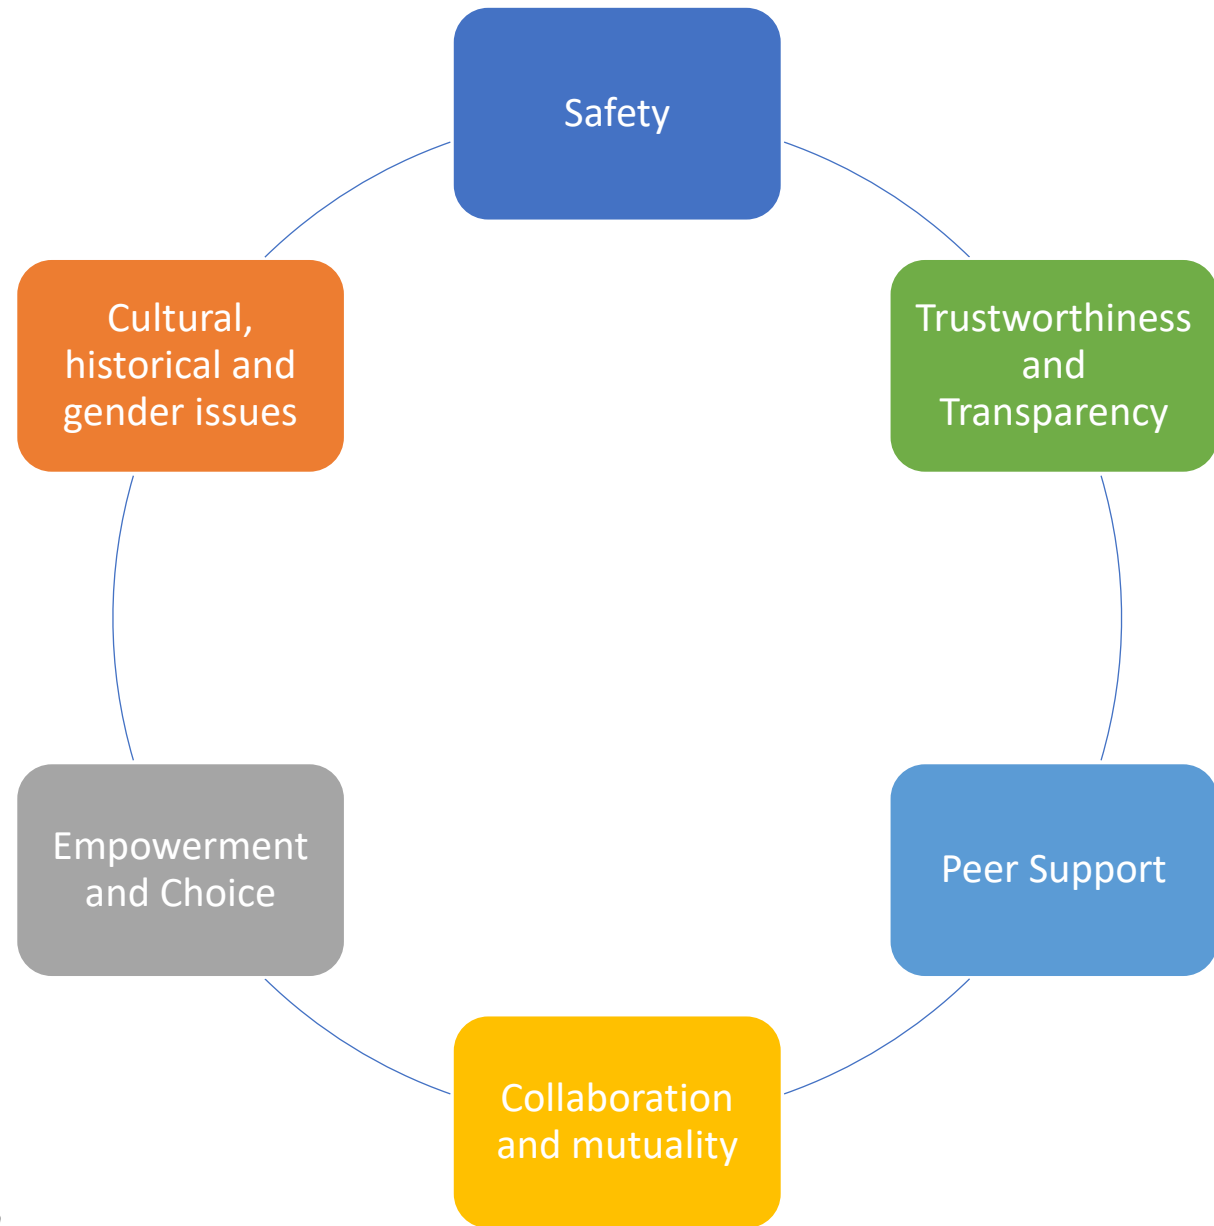 Safety
Trustworthiness
and
Transparency
Peer Support
Collaboration
and mutuality
Empowerment
and Choice
Cultural,
historical and
gender issues